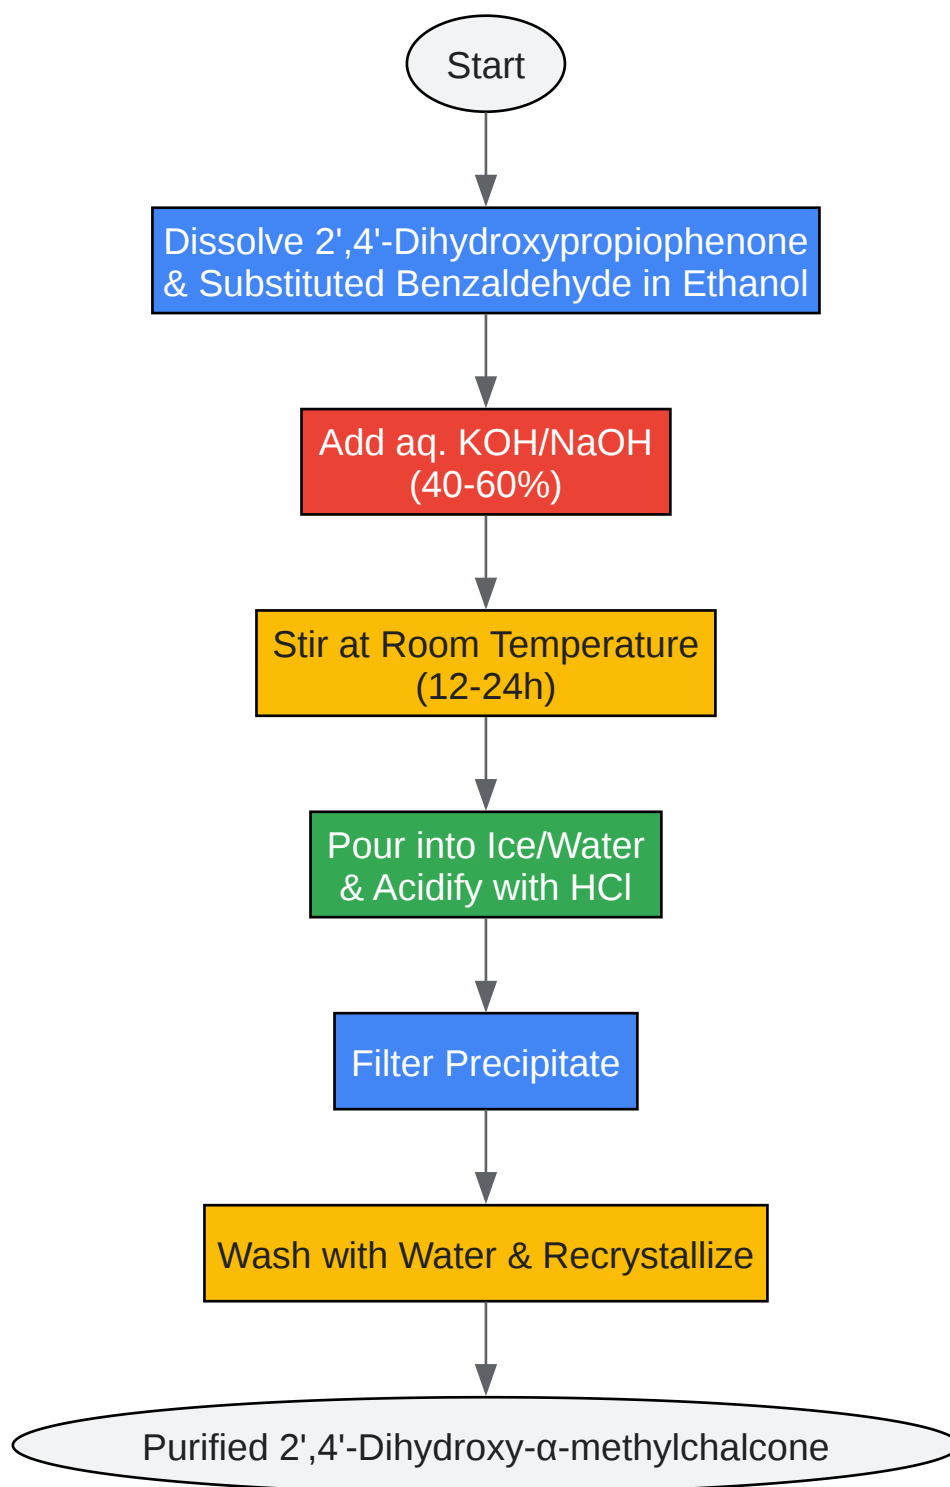 Start
Dissolve 2',4'-Dihydroxypropiophenone
& Substituted Benzaldehyde in Ethanol
Add aq. KOH/NaOH
(40-60%)
Stir at Room Temperature
(12-24h)
Pour into Ice/Water
& Acidify with HCl
Filter Precipitate
Wash with Water & Recrystallize
Purified 2',4'-Dihydroxy-α-methylchalcone